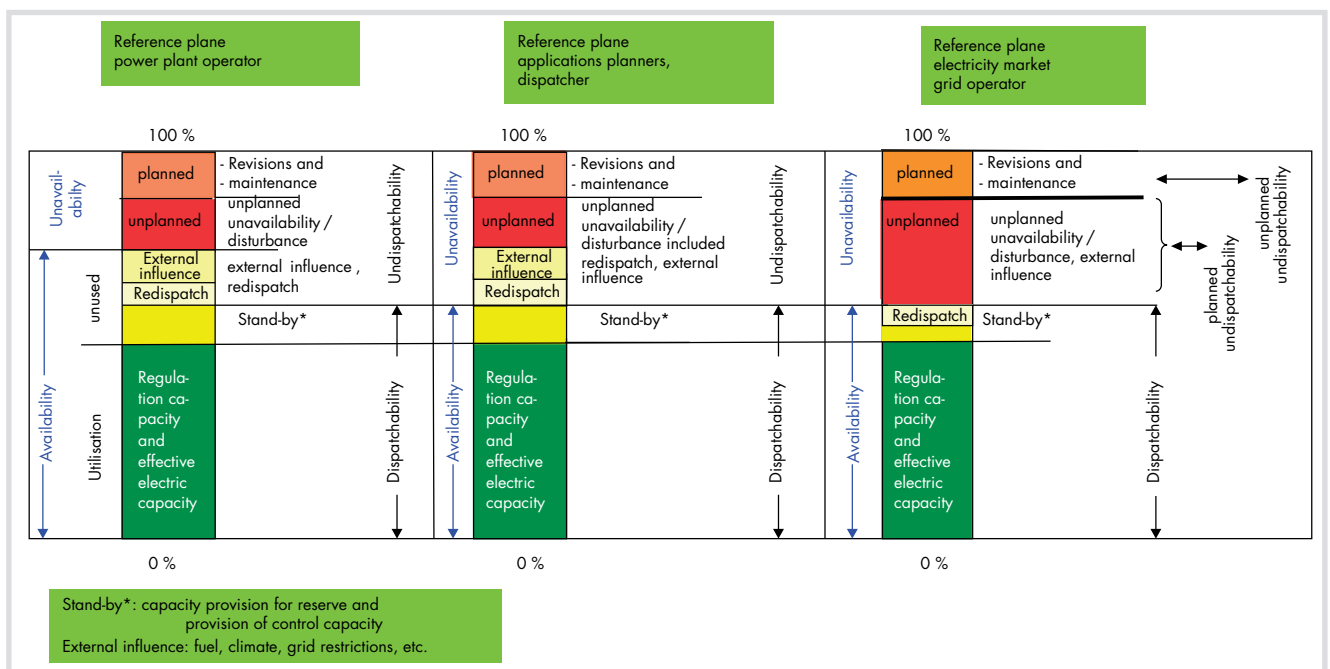 Reference plane
power plant operator
Reference plane
applications planners,
dispatcher
Reference plane
electricity market
grid operator
100 %
100 %
100 %
Unavail-
abilty
planned
- Revisions and
- maintenance
unplanned
unplanned
unavailability /
disturbance
External
influence
external influence ,
redispatch
Redispatch
unused
Stand-by*
Availability
Utilisation
Regula-
tion ca-
pacity
and
effective
electric
capacity
Undispatchability
Dispatchability
0 %
Unavailability
planned
- Revisions and
- maintenance
unplanned
unplanned
unavailability /
disturbance included
redispatch, external
influence
External
influence
Redispatch
Stand-by*
Availability
Regula-
tion ca-
pacity
and
effective
electric
capacity
Undispatchability
Dispatchability
0 %
Unavailability
planned
- Revisions and
- maintenance
unplanned
unplanned
unavailability /
disturbance, external
influence
Redispatch
Stand-by*
Availability
Regula-
tion ca-
pacity
and
effective
electric
capacity
Dispatchability
planned
undispatchability
unplanned
undispatchability
0 %
Stand-by*: capacity provision for reserve and
provision of control capacity
External influence: fuel, climate, grid restrictions, etc.